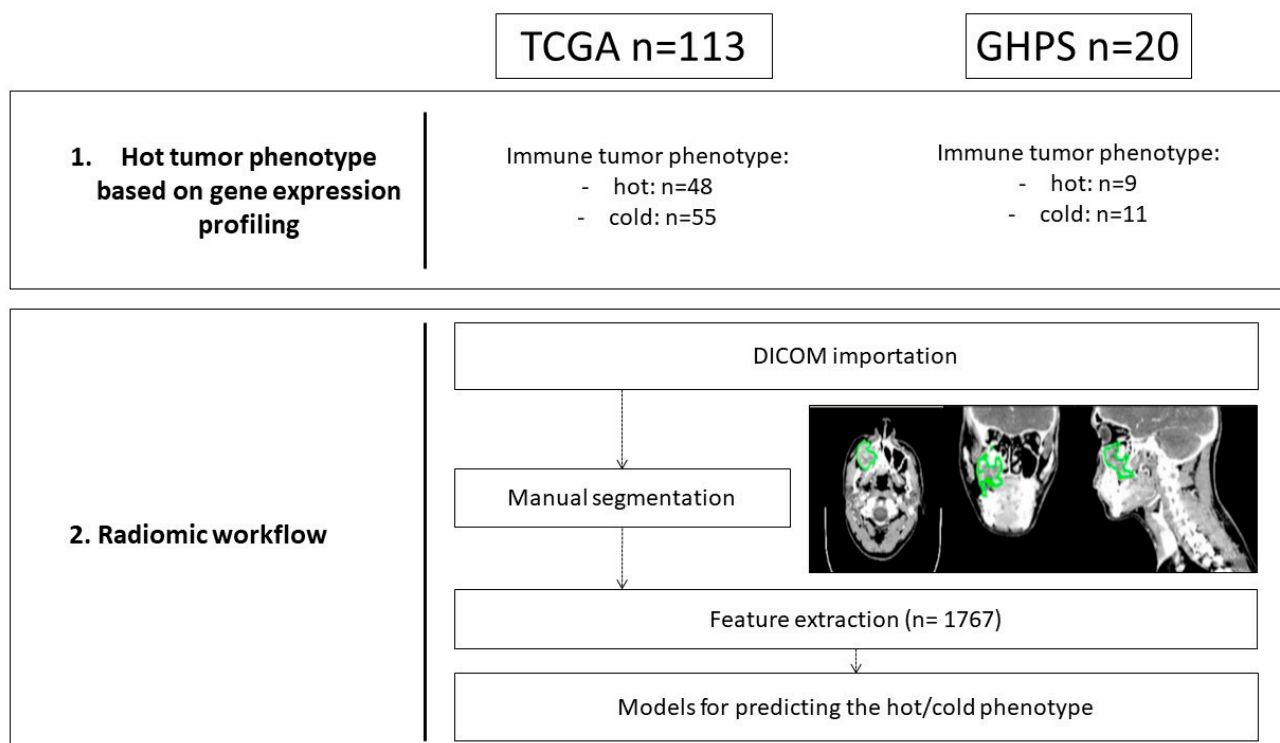 TCGA n=113
GHPS n=20
1. Hot tumor phenotype
based on gene expression
profiling
Immune tumor phenotype:
- hot: n=48
- cold: n=55
Immune tumor phenotype:
- hot: n=9
- cold: n=11
2. Radiomic workflow
DICOM importation
Manual segmentation
Feature extraction (n= 1767)
Models for predicting the hot/cold phenotype